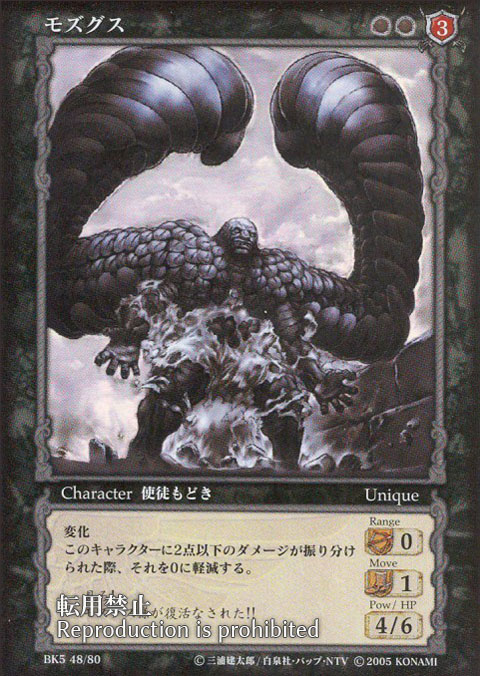 モズグス
3
Character 使徒もどき Unique
変化
このキャラクターに2点以下のダメージが振り分け
られた際、それを0に軽減する。
が復活なされた!!
転用禁止
Reproduction is prohibited
Range
0
Move
1
Pow/ HP
4/6
BK5 48/80 © 三浦建太郎/白泉社・バップ・NTV © 2005 KONAMI